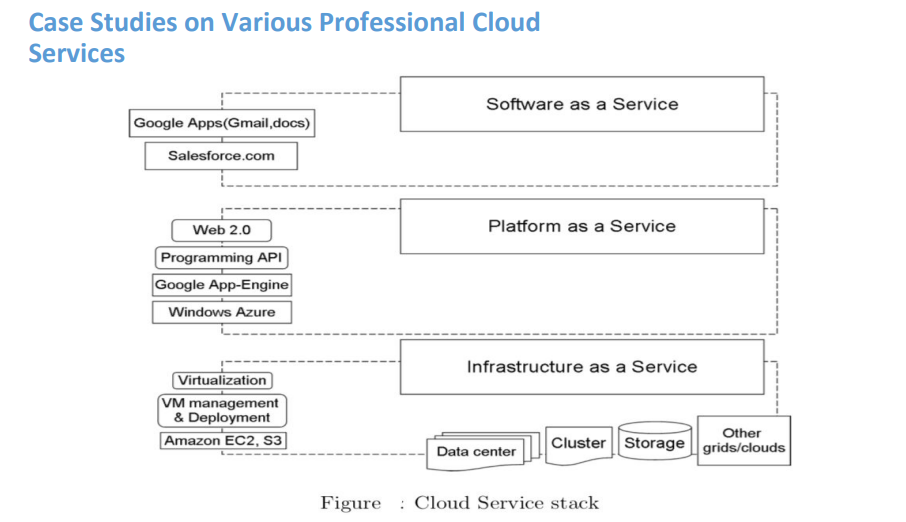 Case Studies on Various Professional Cloud
Services
Software as a Service
Google Apps(Gmail,docs)
Salesforce.com
Platform as a Service
Web 2.0
Programming API
Google App-Engine
Windows Azure
Infrastructure as a Service
Virtualization
VM management
& Deployment
Amazon EC2, S3
Data center
Cluster
Storage
Other
grids/clouds
Figure : Cloud Service stack